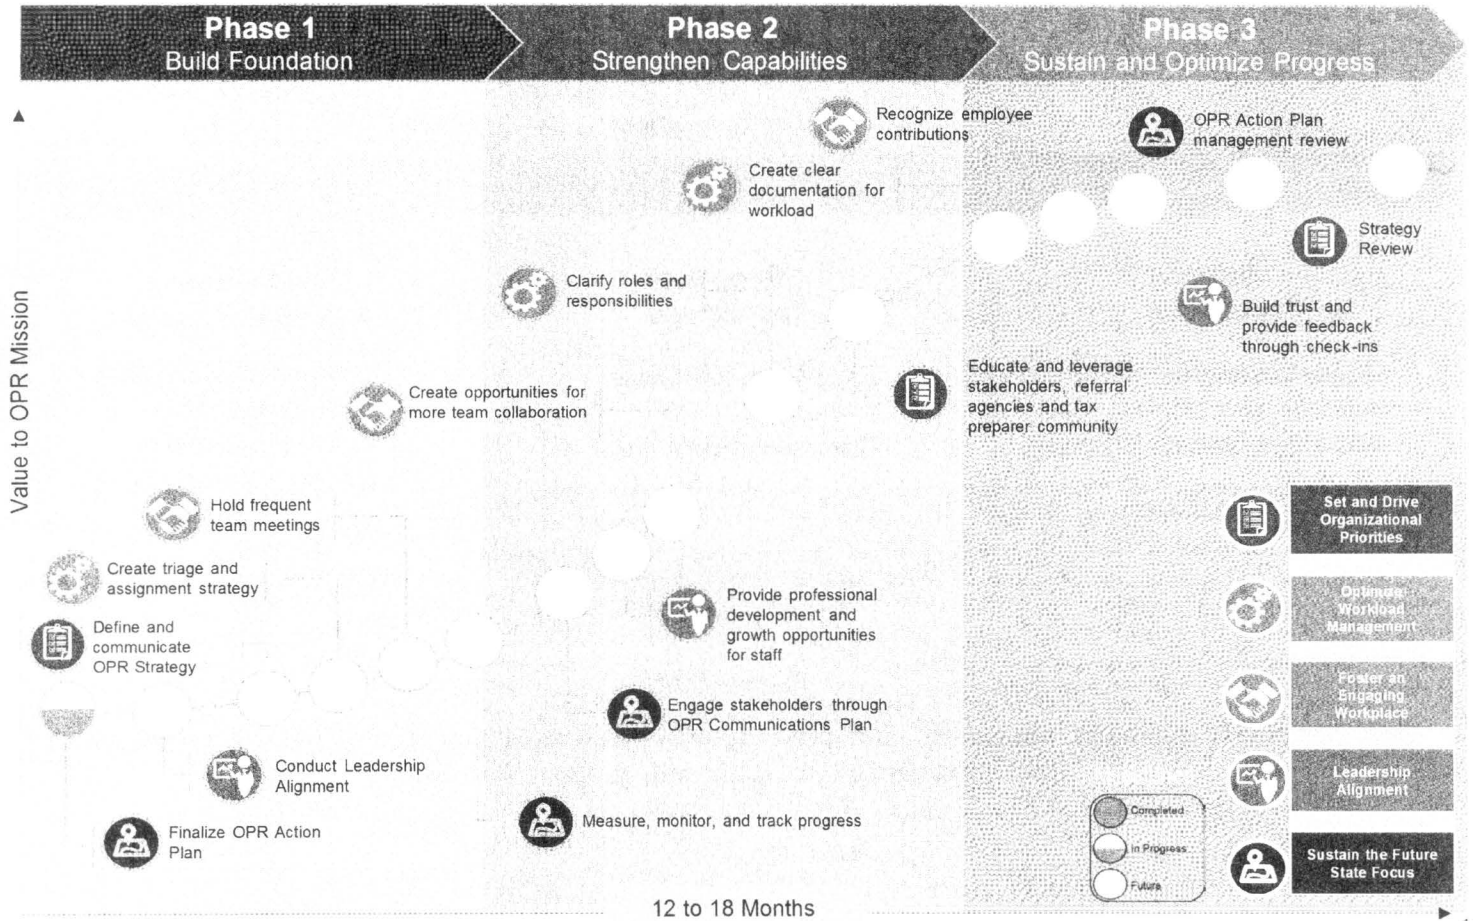 Phase 1
Build Foundation
Phase 2
Strengthen Capabilities
Phase 3
Sustain and Optimize Progress
Value to OPR Mission
Recognize employee
contributions
OPR Action Plan
management review
Create clear
documentation for
workload
Strategy
Review
Clarify roles and
responsibilities
Build trust and
provide feedback
through check-ins
Create opportunities for
more team collaboration
Educate and leverage
stakeholders, referral
agencies and tax
preparer community
Hold frequent
team meetings
Create triage and
assignment strategy
Define and
communicate
OPR Strategy
Provide professional
development and
growth opportunities
for staff
Engage stakeholders through
OPR Communications Plan
Conduct Leadership
Alignment
Finalize OPR Action
Plan
Measure, monitor, and track progress
Set and Drive
Organizational
Priorities
Optimize
Workload
Management
Foster an
Engaging
Workplace
Leadership
Alignment
Sustain the Future
State Focus
Completed
In Progress
Future
12 to 18 Months